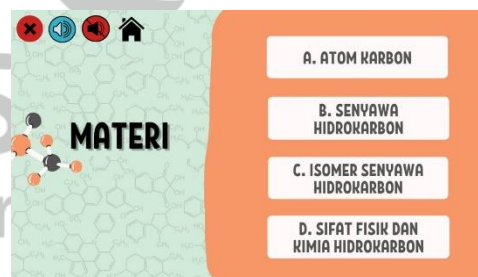 MATERI
A. ATOM KARBON
B. SENYAWA
HIDROKARBON
C. ISOMER SENYAWA
HIDROKARBON
D. SIFAT FISIK DAN
KIMIA HIDROKARBON